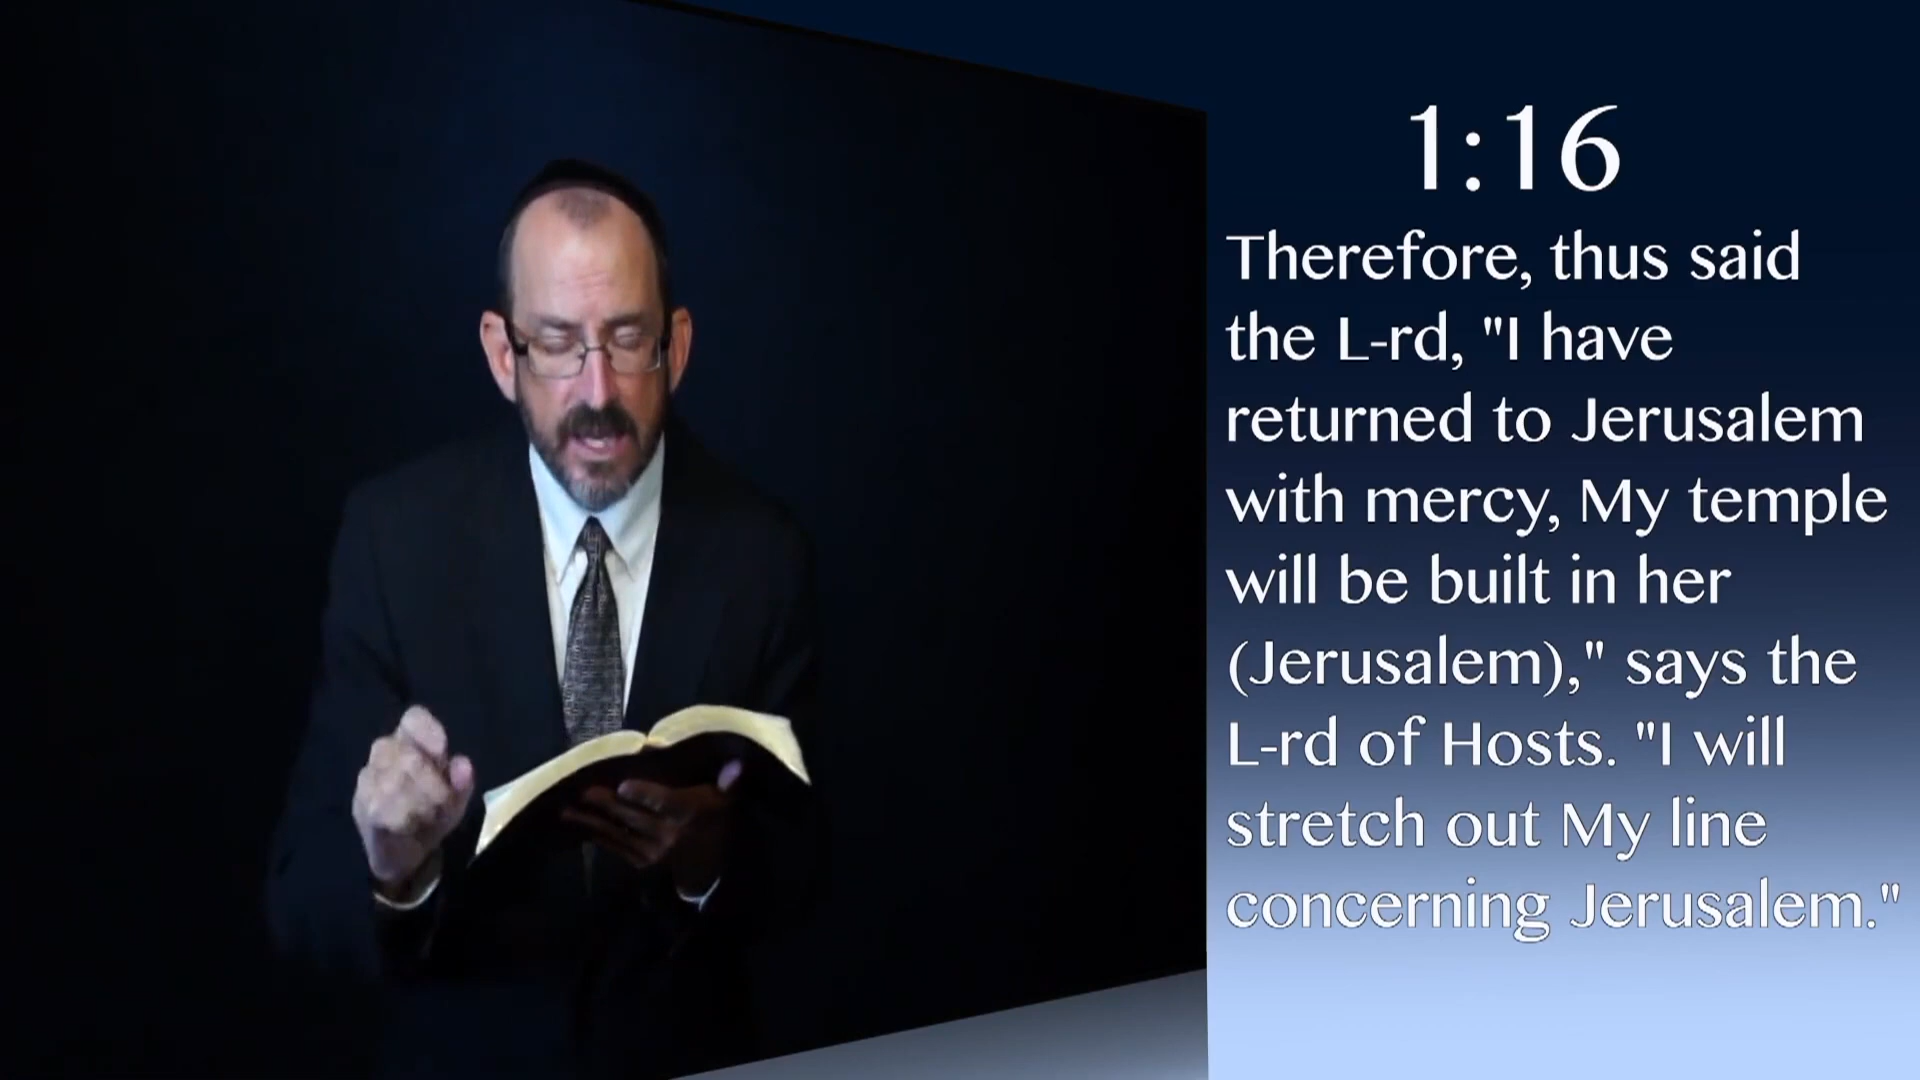 1:16
Therefore, thus said
the L-rd, "I have
returned to Jerusalem
with mercy, My temple
will be built in her
(Jerusalem)," says the
L-rd of Hosts. "I will
stretch out My line
concerning Jerusalem."